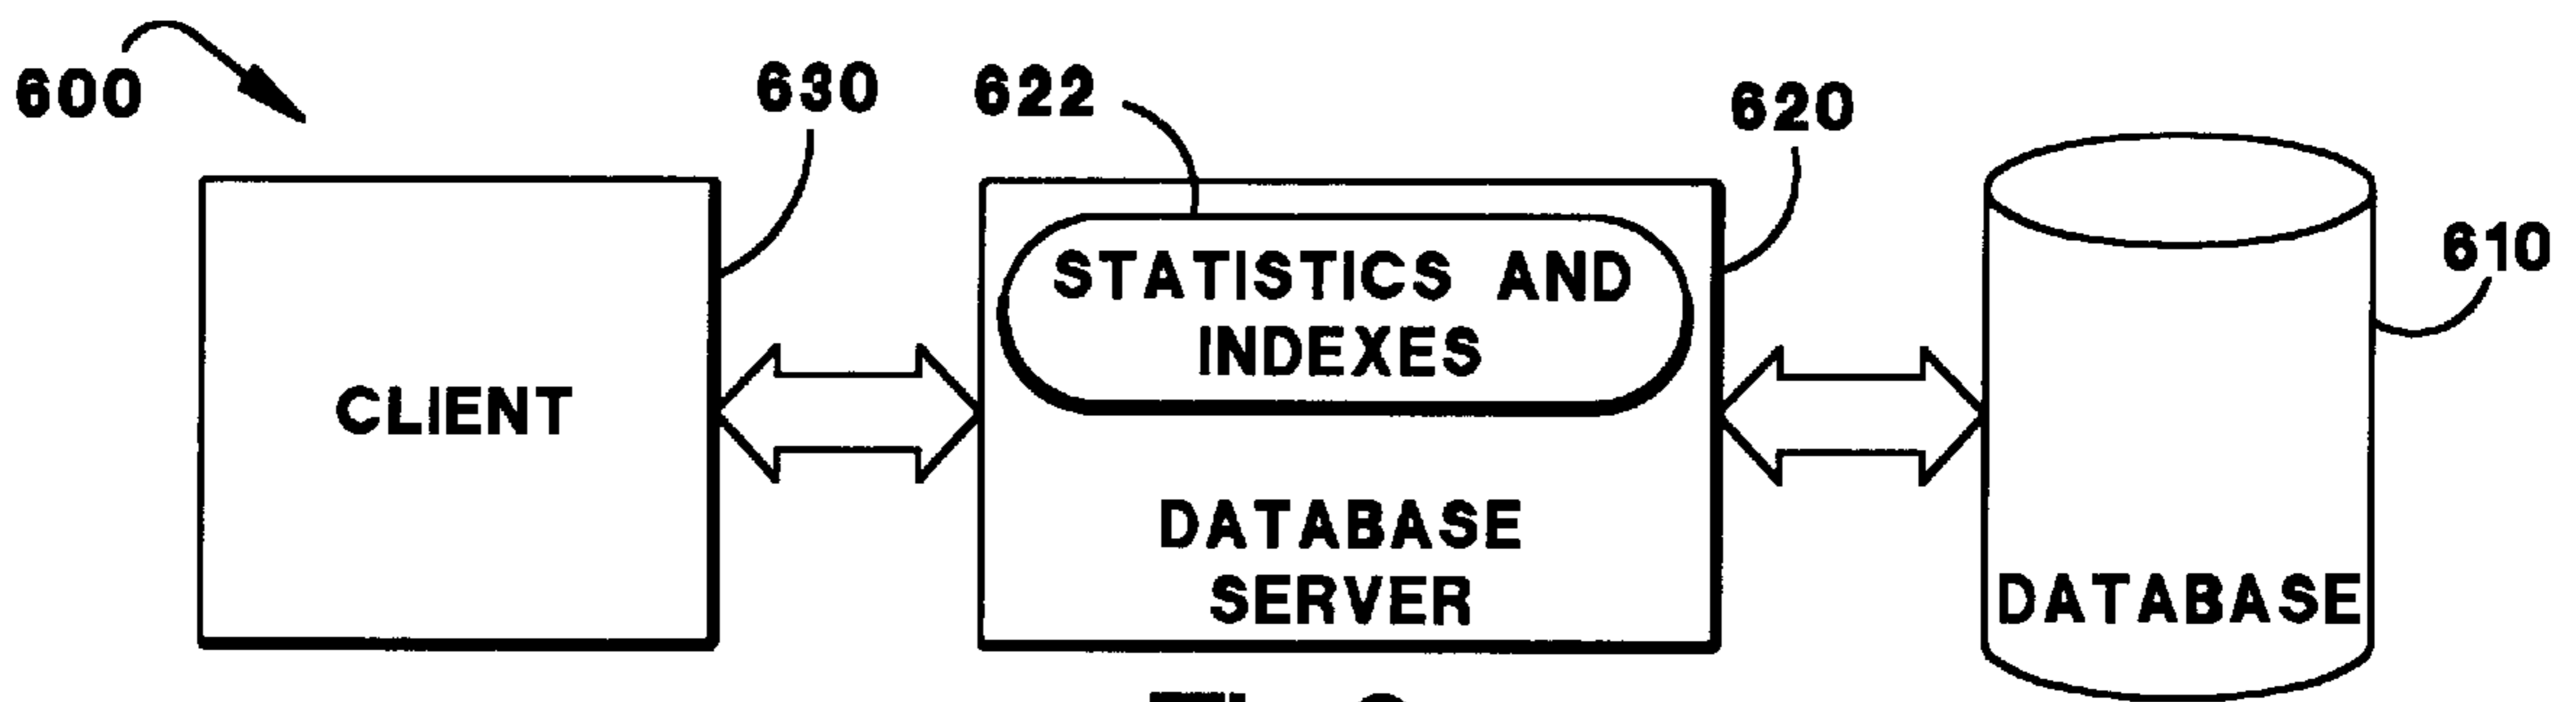 600
630
622
620
610
STATISTICS AND
INDEXES
CLIENT
DATABASE
SERVER
DATABASE